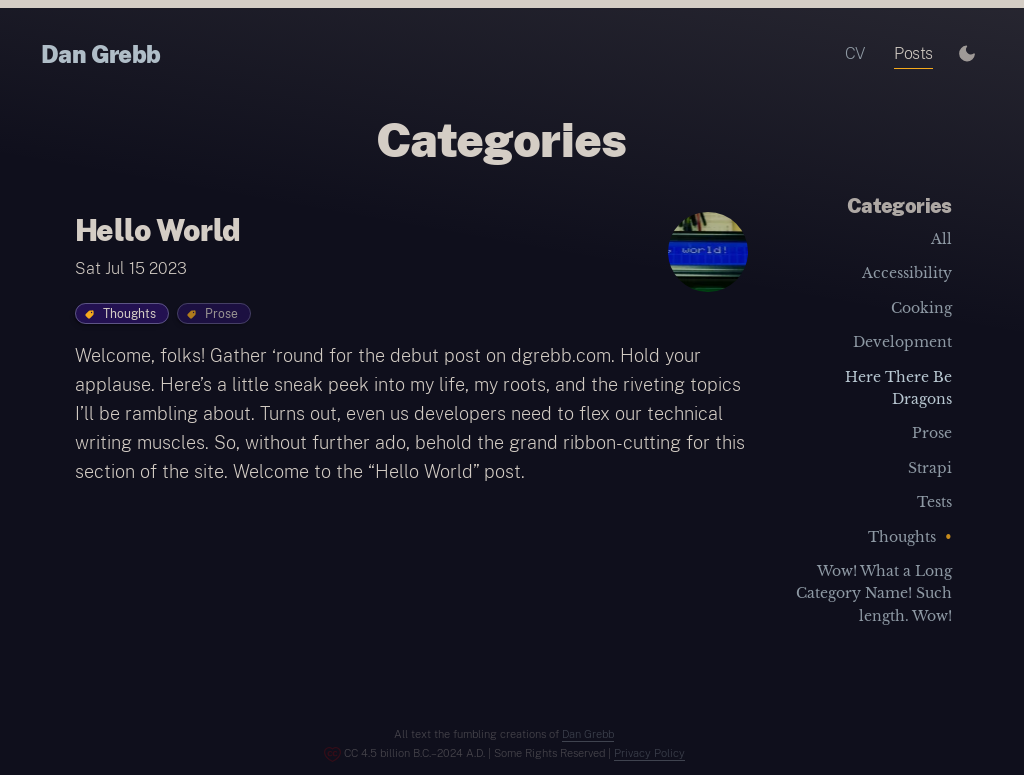 Dan Grebb
CV
Posts
Categories
Hello World
Sat Jul 15 2023
world!
Thoughts
Prose
Welcome, folks! Gather ‘round for the debut post on dgrebb.com. Hold your
applause. Here’s a little sneak peek into my life, my roots, and the riveting topics
I’ll be rambling about. Turns out, even us developers need to flex our technical
writing muscles. So, without further ado, behold the grand ribbon-cutting for this
section of the site. Welcome to the “Hello World” post.
Categories
All
Accessibility
Cooking
Development
Here There Be
Dragons
Prose
Strapi
Tests
Thoughts •
Wow! What a Long
Category Name! Such
length. Wow!
All text the fumbling creations of Dan Grebb
CC 4.5 billion B.C.–2024 A.D. | Some Rights Reserved | Privacy Policy